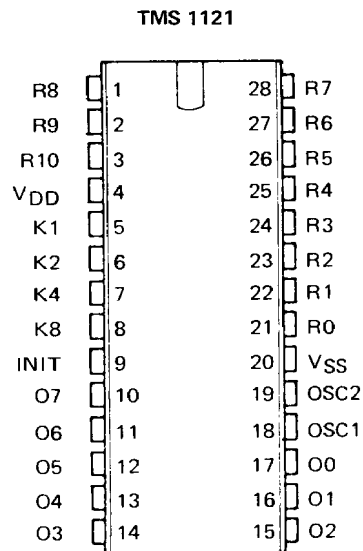 TMS 1121
R8 1 28 R7
R9 2 27 R6
R10 3 26 R5
VDD 4 25 R4
K1 5 24 R3
K2 6 23 R2
K4 7 22 R1
K8 8 21 R0
INIT 9 20 VSS
O7 10 19 OSC2
O6 11 18 OSC1
O5 12 17 O0
O4 13 16 O1
O3 14 15 O2